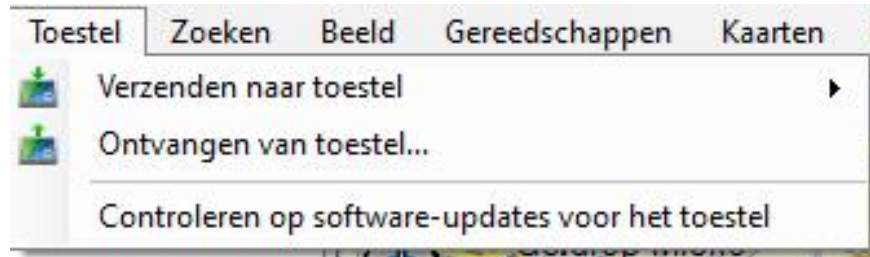 Toestel Zoeken Beeld Gereedschappen Kaarten
Verzenden naar toestel
Ontvangen van toestel...
Controleren op software-updates voor het toestel